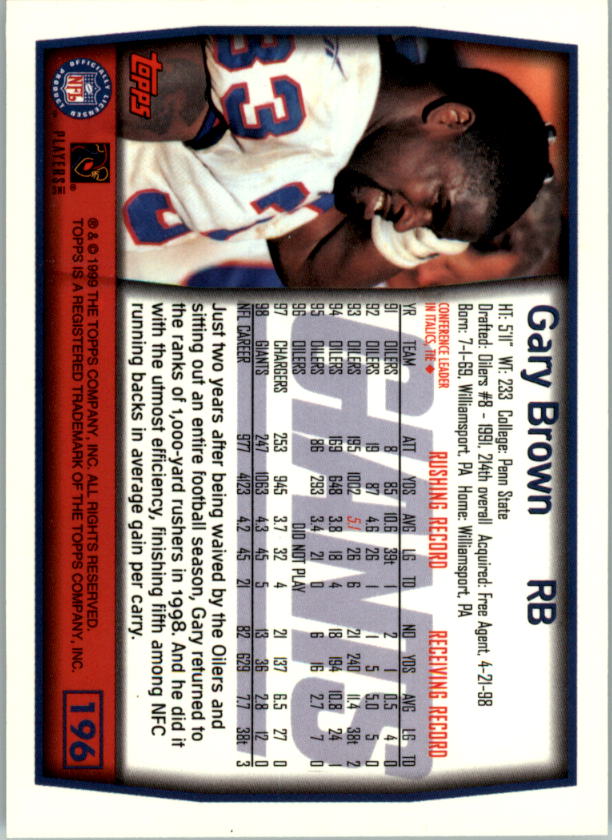 Gary Brown RB
HT: 5'11" WT: 233 College: Penn State
Drafted: Oilers #8 - 1991, 214th overall Acquired: Free Agent 4-21-98
Born: 7-1-69, Williamsport, PA Home: Williamsport, PA
CONFERENCE LEADER
IN ITALICS, TIE ♦
RUSHING RECORD RECEIVING RECORD
YR TEAM ATT YDS AVG LG TD NO YDS AVG LG TD
91 OILERS 8 85 10.6 39t 1 2 1 0.5 4 0
92 OILERS 19 87 4.6 26 1 1 5 5.0 5 0
93 OILERS 195 1002 5.1 26 6 21 240 11.4 38t 2
94 OILERS 169 648 3.8 18 4 18 194 10.8 24 1
95 OILERS 86 293 3.4 21 0 6 16 2.7 7 0
96 OILERS DID NOT PLAY
97 CHARGERS 253 945 3.7 32 4 21 137 6.5 27 0
98 GIANTS 247 1063 4.3 45 5 13 36 2.8 12 0
NFL CAREER 977 4123 4.2 45 21 82 629 7.7 38t 3
GIANTS
Just two years after being waived by the Oilers and
sitting out an entire football season, Gary returned to
the ranks of 1,000-yard rushers in 1998. And he did it
with the utmost efficiency, finishing fifth among NFC
running backs in average gain per carry.
topps
33
3
OFFICIALLY LICENSED PRODUCT
NFL
PLAYERS INC
® & © 1999 THE TOPPS COMPANY, INC. ALL RIGHTS RESERVED.
TOPPS IS A REGISTERED TRADEMARK OF THE TOPPS COMPANY, INC.
196